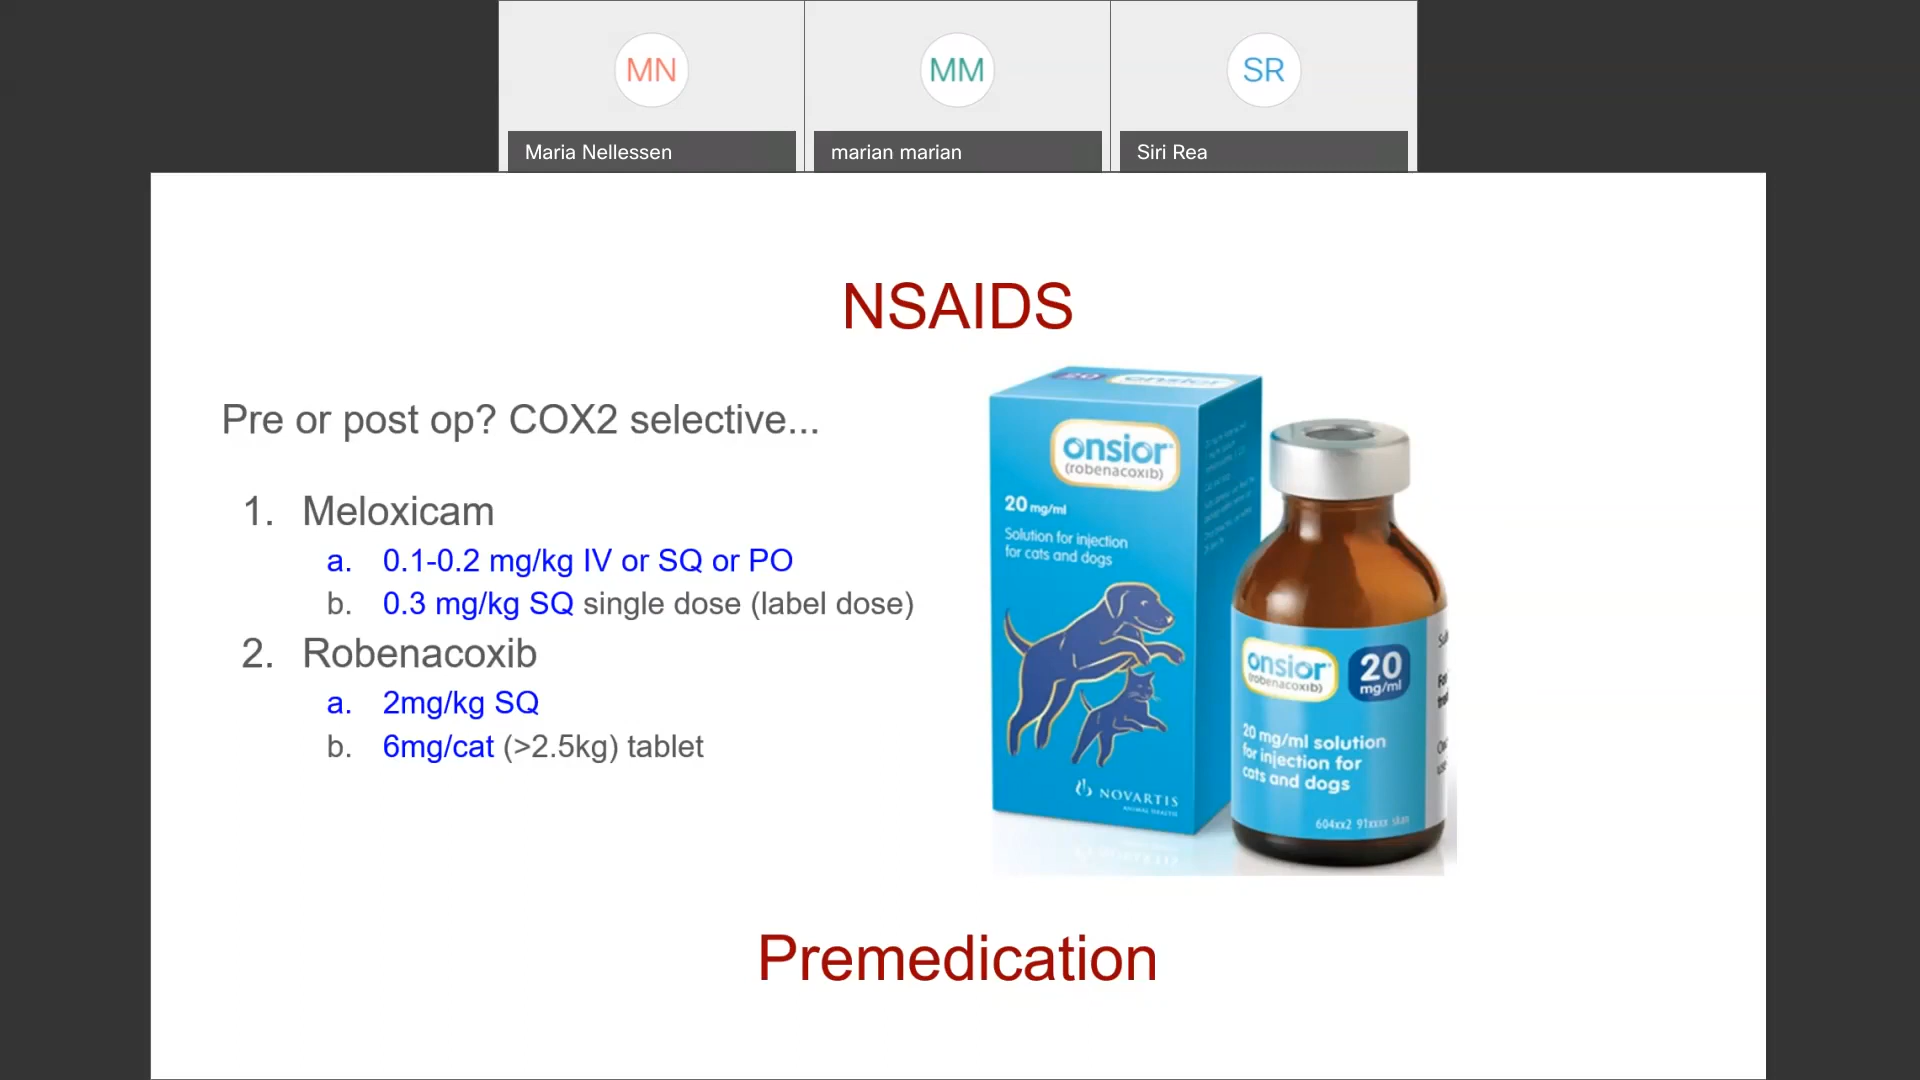 MN
MM
SR
Maria Nellessen
marian marian
Siri Rea
NSAIDS
Pre or post op? COX2 selective...
1. Meloxicam
a. 0.1-0.2 mg/kg IV or SQ or PO
b. 0.3 mg/kg SQ single dose (label dose)
2. Robenacoxib
a. 2mg/kg SQ
b. 6mg/cat (>2.5kg) tablet
20 onsior
onsior
(robenacoxib)
20 mg/ml
Solution for injection
for cats and dogs
NOVARTIS
ANIMAL HEALTH
onsior
(robenacoxib)
20
mg/ml
20 mg/ml solution
for injection for
cats and dogs
Premedication